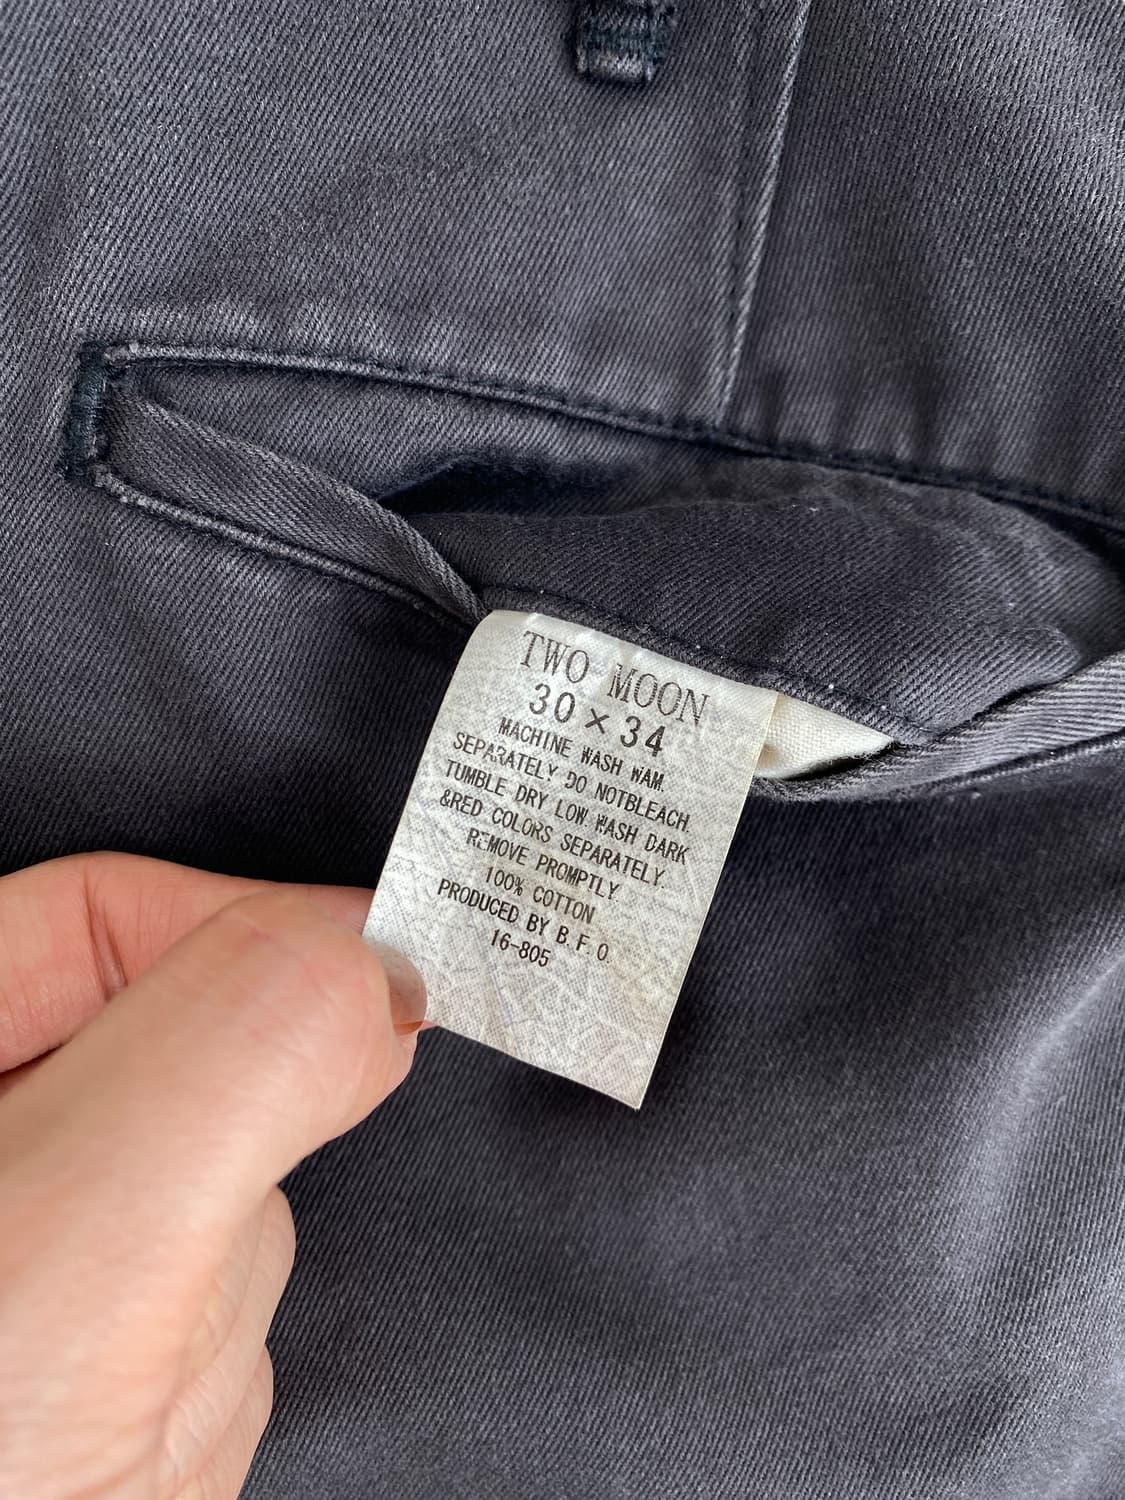 TWO MOON
30×34
MACHINE WASH WAM.
SEPARATELY DO NOTBLEACH.
TUMBLE DRY LOW WASH DARK
&RED COLORS SEPARATELY.
REMOVE PROMPTLY.
100% COTTON
PRODUCED BY B.F.O.
16-805